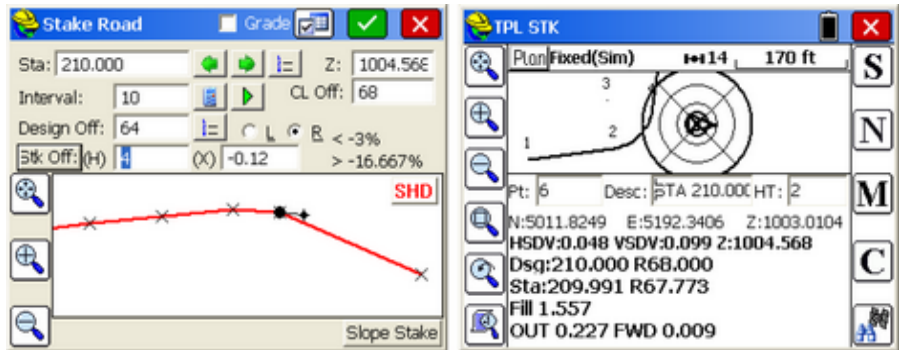 Stake Road Grade
Sta: 210.000 Z: 1004.568
Interval: 10 CL Off: 68
Design Off: 64 L R < -3%
Stk Off: (H) 4 (X) -0.12 > -16.667%
SHD
Slope Stake
TPL STK
Plan Fixed(Sim) 14 170 ft
S
3
2
1
N
Pt: 6 Desc: STA 210.000 HT: 2
M
N:5011.8249 E:5192.3406 Z:1003.0104
HSDV:0.048 VSDV:0.099 Z:1004.568
Dsg:210.000 R68.000
C
Sta:209.991 R67.773
Fill 1.557
OUT 0.227 FWD 0.009